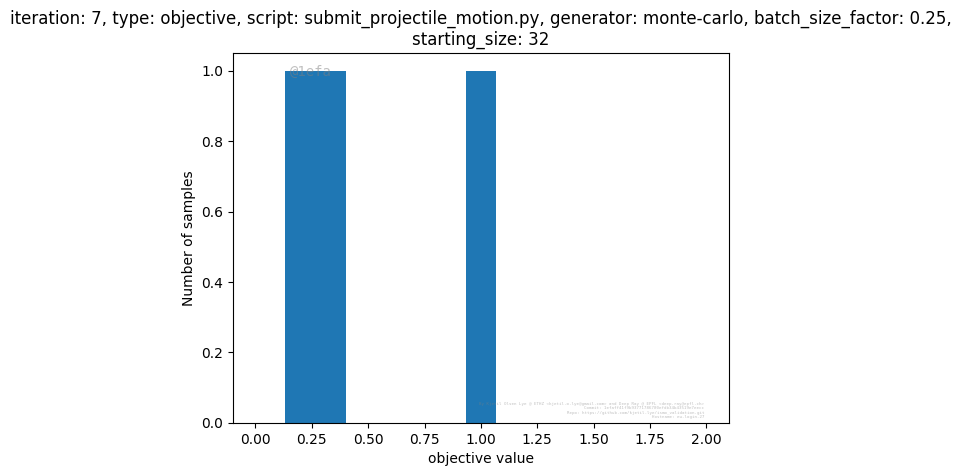 iteration: 7, type: objective, script: submit_projectile_motion.py, generator: monte-carlo, batch_size_factor: 0.25,
starting_size: 32
@1efa
1.0
0.8
0.6
0.4
0.2
0.0
Number of samples
0.00 0.25 0.50 0.75 1.00 1.25 1.50 1.75 2.00
objective value